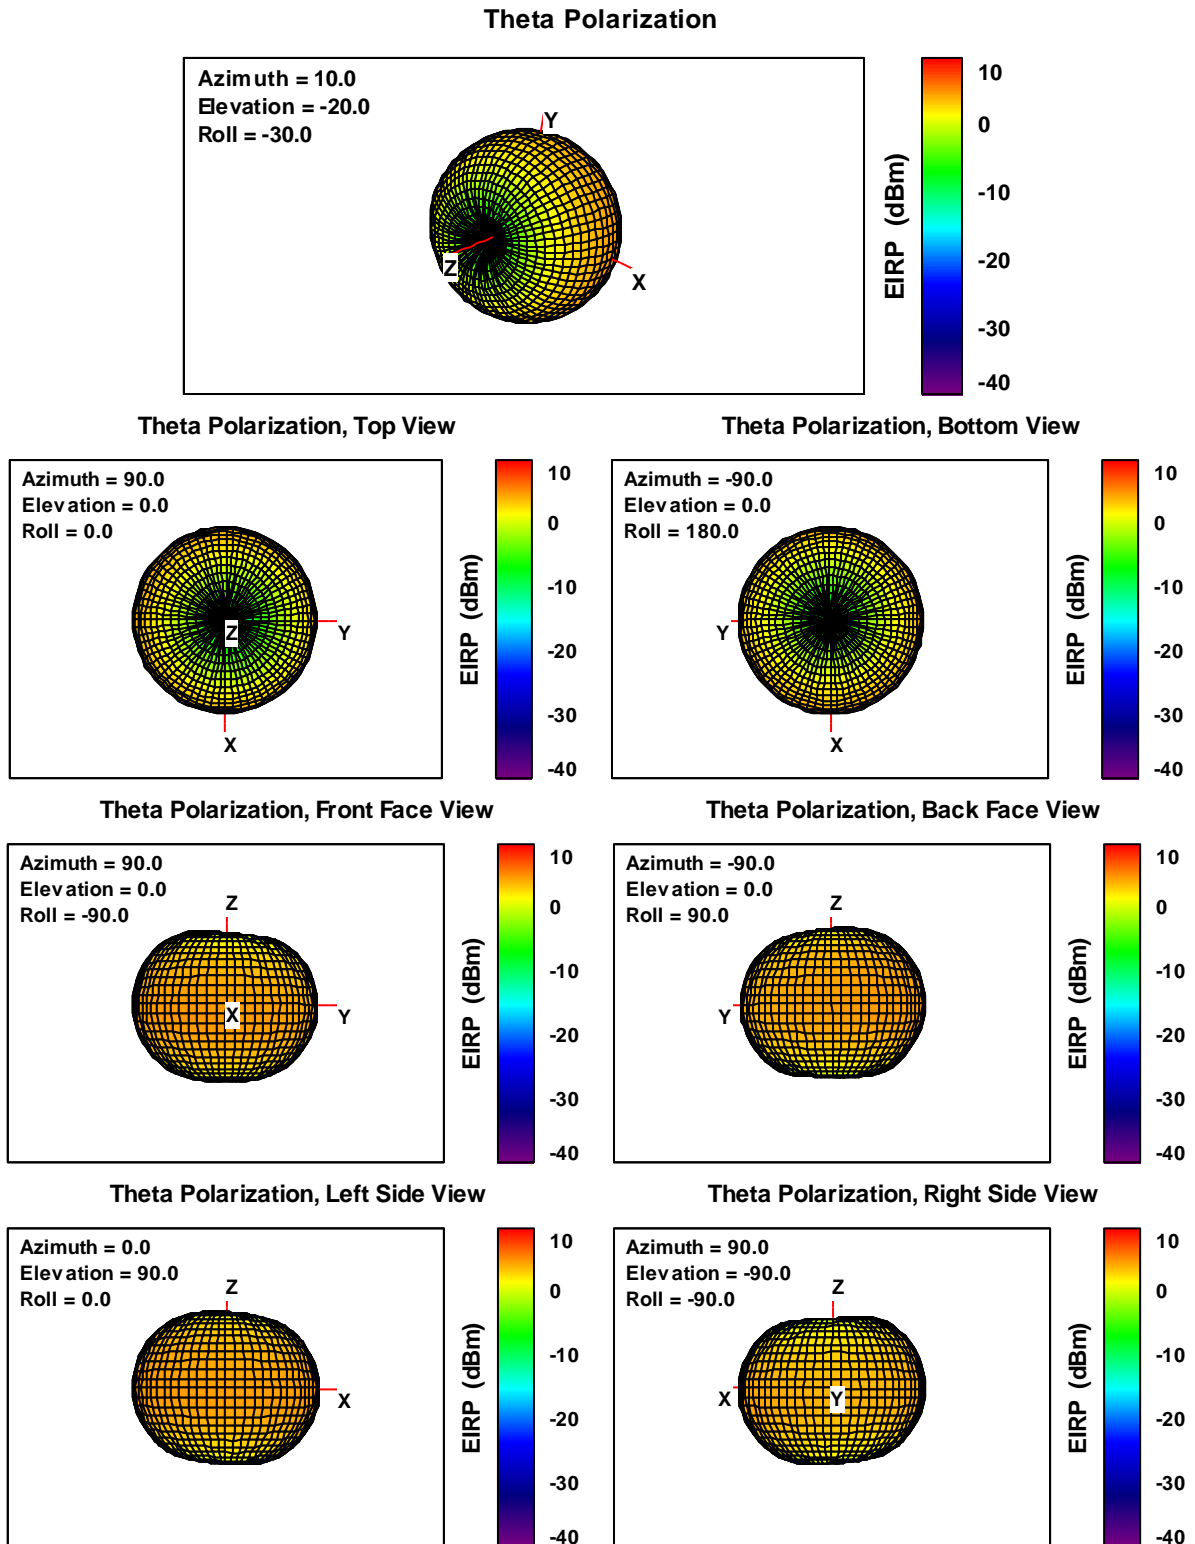 Theta Polarization
Azimuth = 10.0
Elevation = -20.0
Roll = -30.0
Y
Z
X
EIRP (dBm)
10
0
-10
-20
-30
-40
Theta Polarization, Top View
Azimuth = 90.0
Elevation = 0.0
Roll = 0.0
Z
Y
X
EIRP (dBm)
10
0
-10
-20
-30
-40
Theta Polarization, Bottom View
Azimuth = -90.0
Elevation = 0.0
Roll = 180.0
Y
X
EIRP (dBm)
10
0
-10
-20
-30
-40
Theta Polarization, Front Face View
Azimuth = 90.0
Elevation = 0.0
Roll = -90.0
Z
X
Y
EIRP (dBm)
10
0
-10
-20
-30
-40
Theta Polarization, Back Face View
Azimuth = -90.0
Elevation = 0.0
Roll = 90.0
Z
Y
EIRP (dBm)
10
0
-10
-20
-30
-40
Theta Polarization, Left Side View
Azimuth = 0.0
Elevation = 90.0
Roll = 0.0
Z
X
EIRP (dBm)
10
0
-10
-20
-30
-40
Theta Polarization, Right Side View
Azimuth = 90.0
Elevation = -90.0
Roll = -90.0
Z
X
Y
EIRP (dBm)
10
0
-10
-20
-30
-40